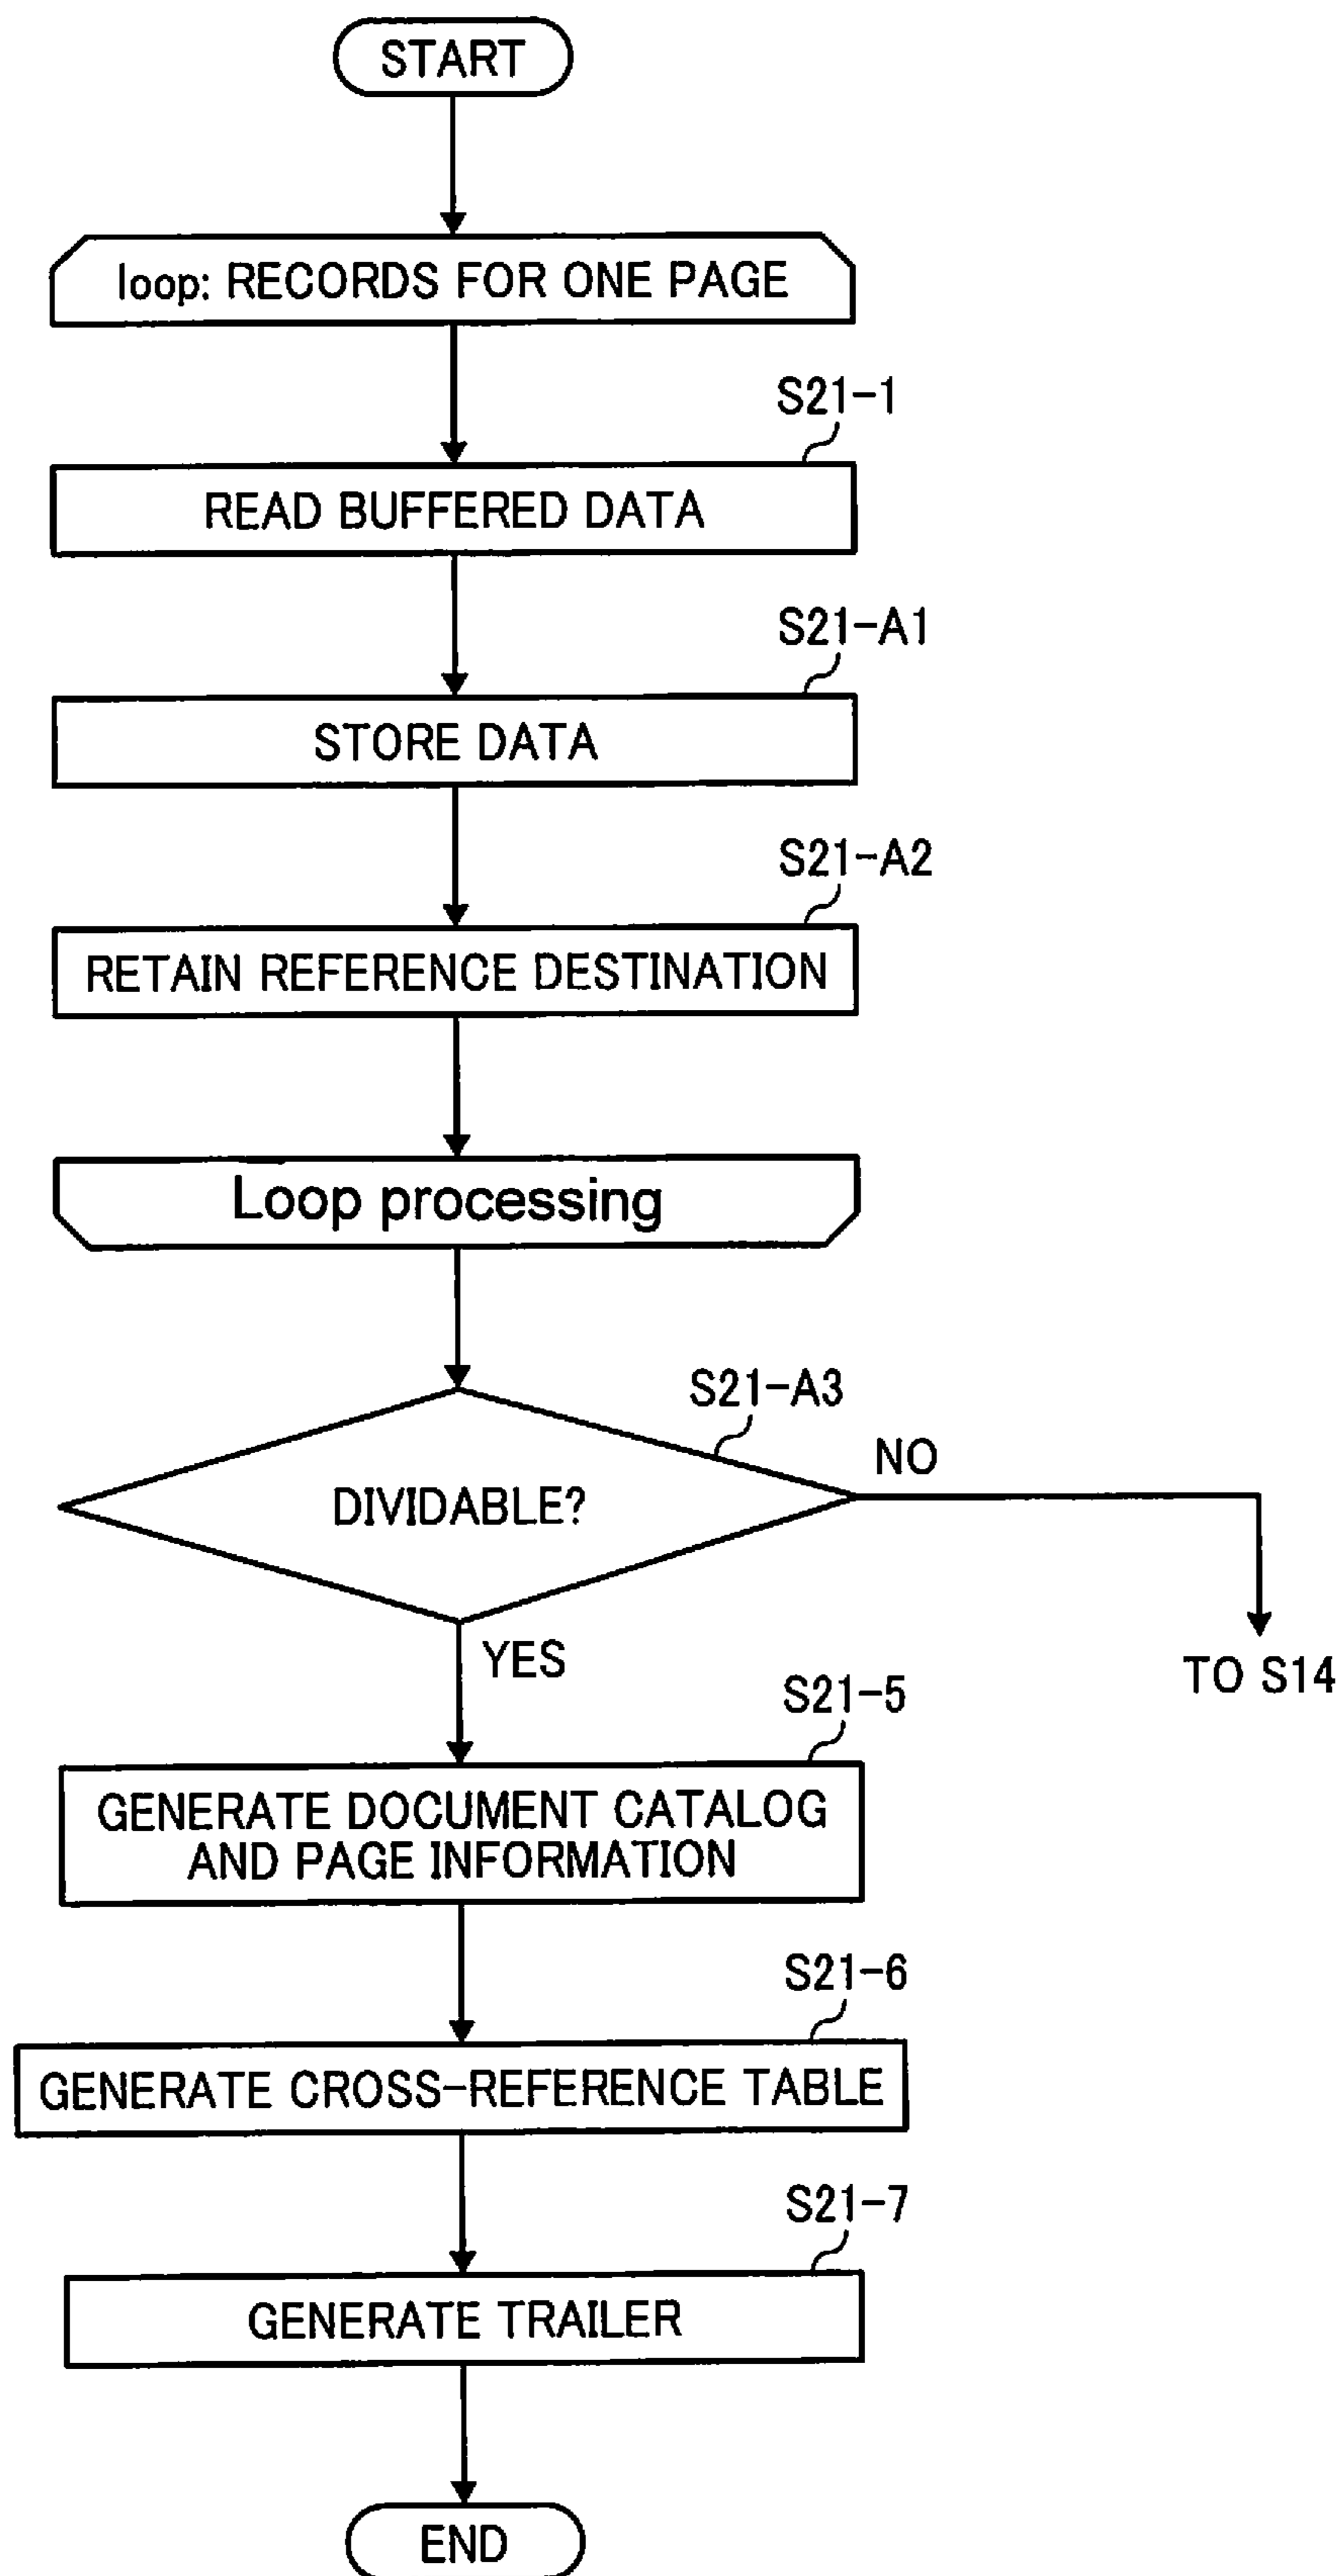 START
loop: RECORDS FOR ONE PAGE
S21-1
READ BUFFERED DATA
S21-A1
STORE DATA
S21-A2
RETAIN REFERENCE DESTINATION
Loop processing
S21-A3
DIVIDABLE?
NO
TO S14
YES
S21-5
GENERATE DOCUMENT CATALOG
AND PAGE INFORMATION
S21-6
GENERATE CROSS-REFERENCE TABLE
S21-7
GENERATE TRAILER
END